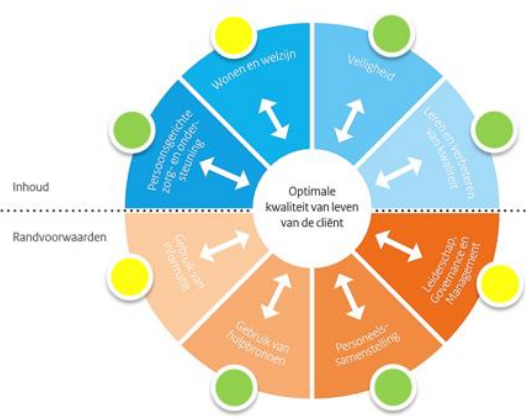 Wonen en welzijn
Veiligheid
Persoonsgerichte
zorg- en onder-
steuning
Leren en verbeteren
van kwaliteit
Inhoud
Optimale
kwaliteit van leven
van de cliënt
Randvoorwaarden
Gebruik van
informatie
Leiderschap,
Governance en
Management
Gebruik van
hulpbronnen
Personeels-
samenstelling